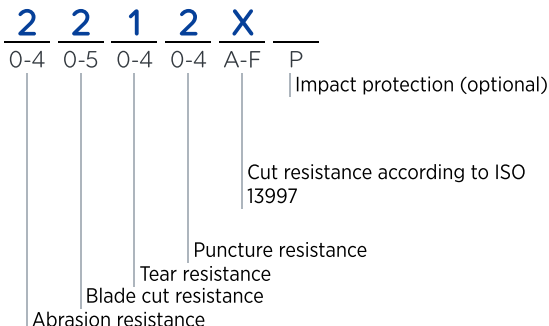 2 2 1 2 X
0-4 0-5 0-4 0-4 A-F P
Impact protection (optional)
Cut resistance according to ISO
13997
Puncture resistance
Tear resistance
Blade cut resistance
Abrasion resistance